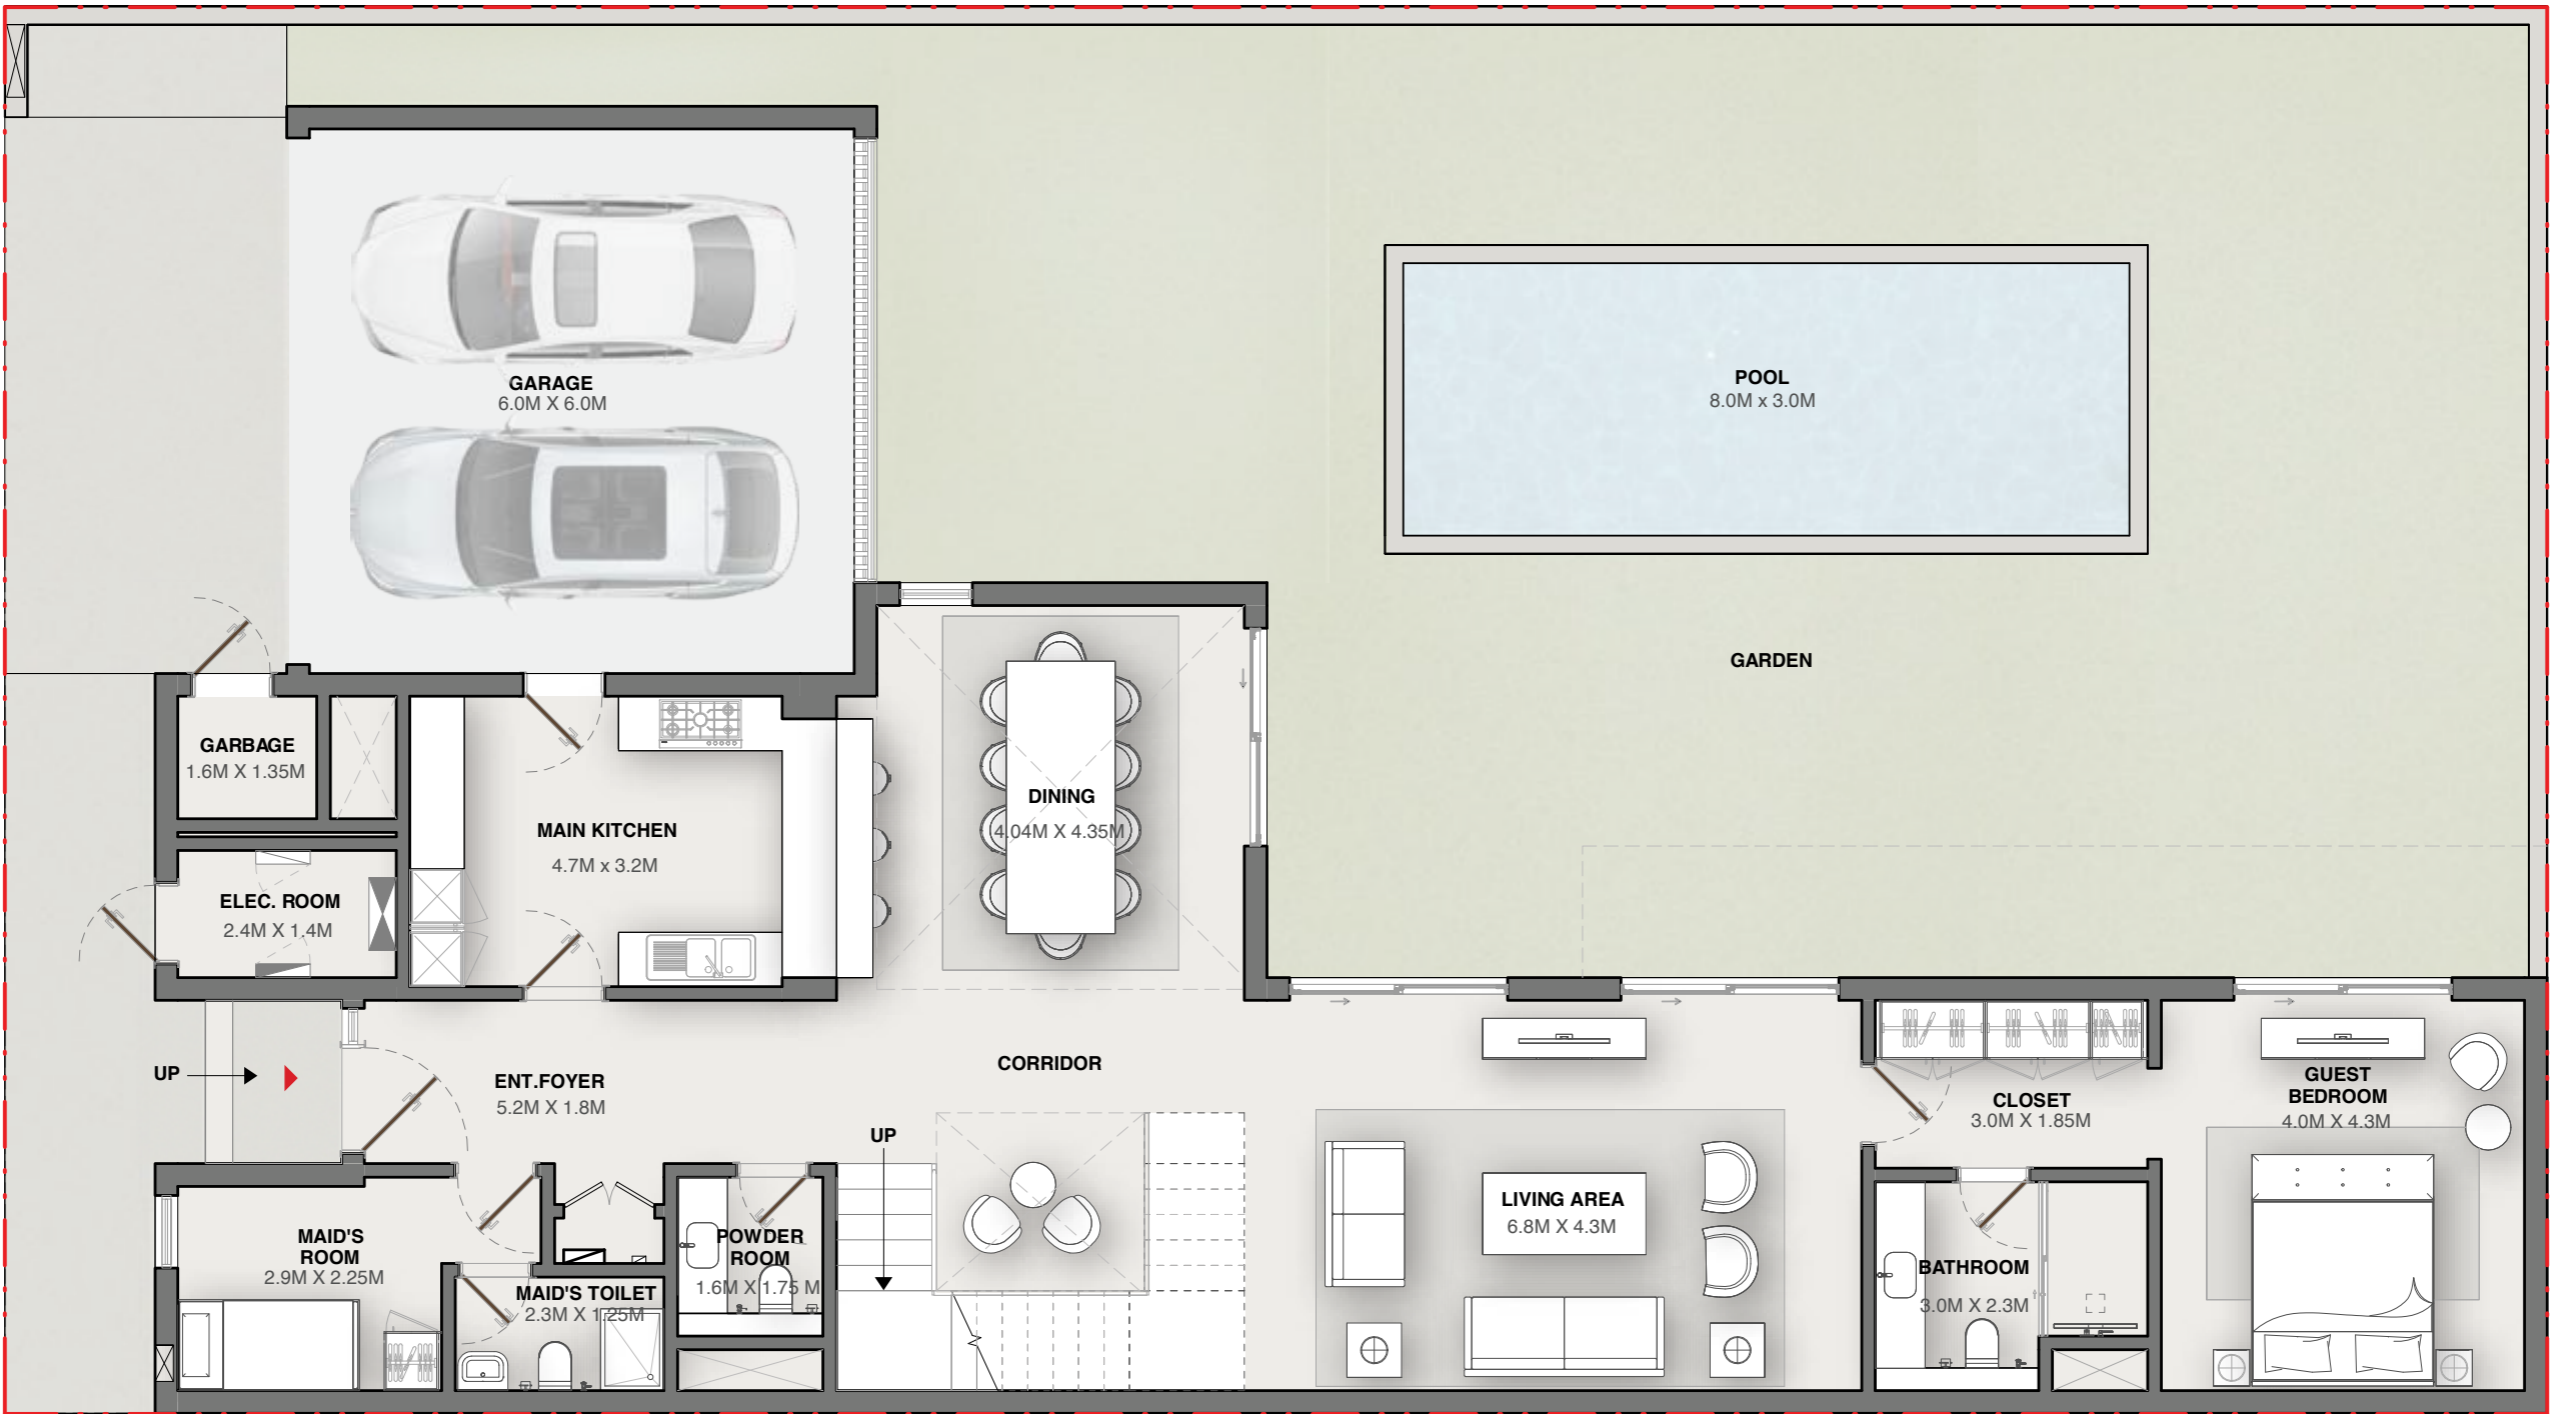 GARAGE
6.0M X 6.0M
POOL
8.0M x 3.0M
GARDEN
GARBAGE
1.6M X 1.35M
MAIN KITCHEN
4.7M x 3.2M
DINING
4.04M X 4.35M
ELEC. ROOM
2.4M X 1.4M
UP
ENT.FOYER
5.2M X 1.8M
CORRIDOR
UP
CLOSET
3.0M X 1.85M
GUEST
BEDROOM
4.0M X 4.3M
LIVING AREA
6.8M X 4.3M
MAID'S
ROOM
2.9M X 2.25M
MAID'S TOILET
2.3M X 1.25M
POWDER
ROOM
1.6M X 1.75 M
BATHROOM
3.0M X 2.3M